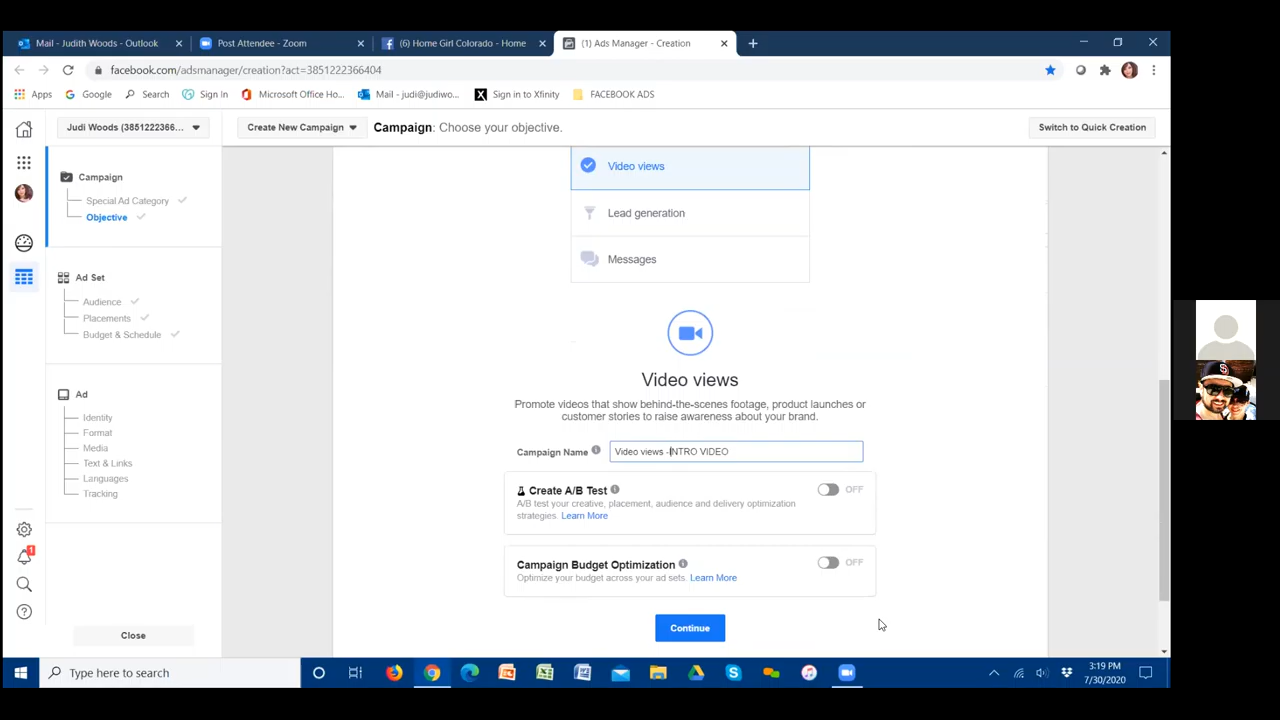 Mail - Judith Woods - Outlook
Post Attendee - Zoom
(6) Home Girl Colorado - Home
(1) Ads Manager - Creation
facebook.com/adsmanager/creation?act=3851222366404
Apps
Google
Search
Sign In
Microsoft Office Ho...
Mail - judi@judiwo...
Sign in to Xfinity
FACEBOOK ADS
Judi Woods (3851222366...
Create New Campaign
Campaign: Choose your objective.
Switch to Quick Creation
Campaign
Special Ad Category
Objective
Ad Set
Audience
Placements
Budget & Schedule
Ad
Identity
Format
Media
Text & Links
Languages
Tracking
Close
1
Video views
Lead generation
Messages
Video views
Promote videos that show behind-the-scenes footage, product launches or
customer stories to raise awareness about your brand.
Campaign Name
Video views -INTRO VIDEO
Create A/B Test
OFF
A/B test your creative, placement, audience and delivery optimization
strategies. Learn More
Campaign Budget Optimization
OFF
Optimize your budget across your ad sets. Learn More
Continue
Type here to search
3:19 PM
7/30/2020